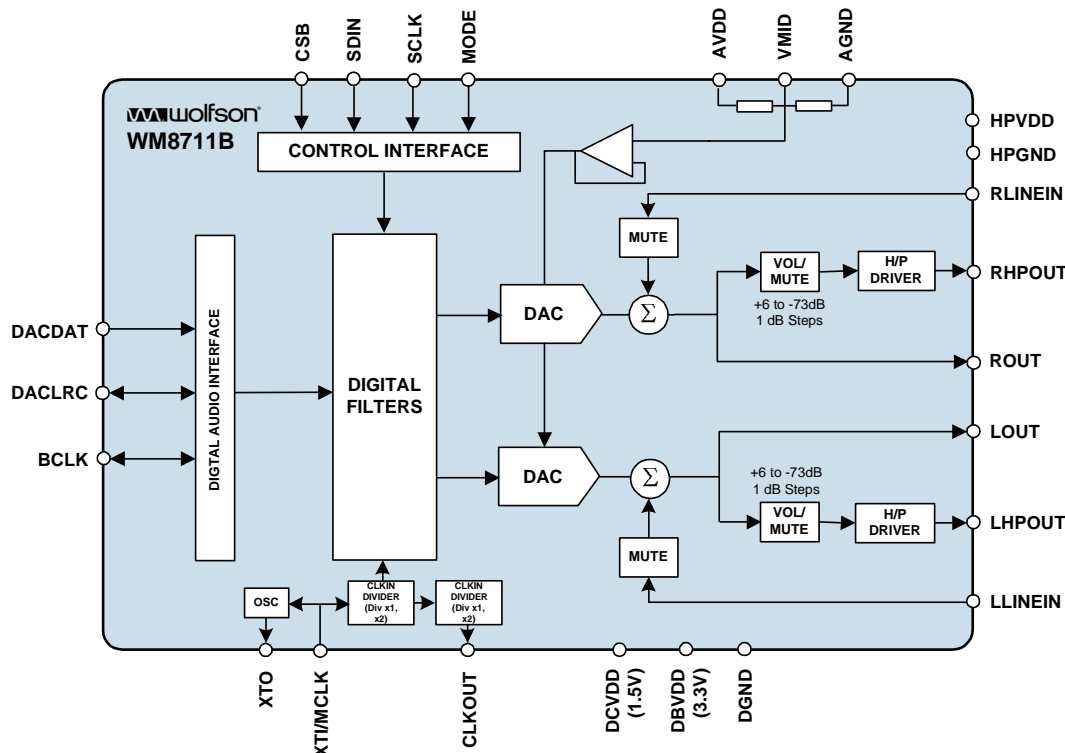 CSB
SDIN
SCLK
MODE
AVDD
VMID
AGND
wolfson®
WM8711B
CONTROL INTERFACE
HPVDD
HPGND
RLINEIN
MUTE
VOL/
MUTE
H/P
DRIVER
RHPOUT
+6 to -73dB
1 dB Steps
DAC
Σ
ROUT
DACDAT
DACLRC
BCLK
DIGTAL AUDIO INTERFACE
DIGITAL
FILTERS
LOUT
DAC
Σ
+6 to -73dB
1 dB Steps
VOL/
MUTE
H/P
DRIVER
LHPOUT
MUTE
LLINEIN
OSC
CLKIN
DIVIDER
(Div x1,
x2)
CLKIN
DIVIDER
(Div x1,
x2)
XTO
XTI/MCLK
CLKOUT
DCVDD
(1.5V)
DBVDD
(3.3V)
DGND